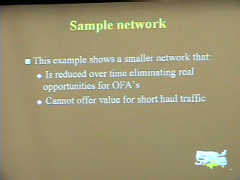 Sample network
This example shows a smaller network that:
Is reduced over time eliminating real
opportunities for OFA's
Cannot offer value for short haul traffic